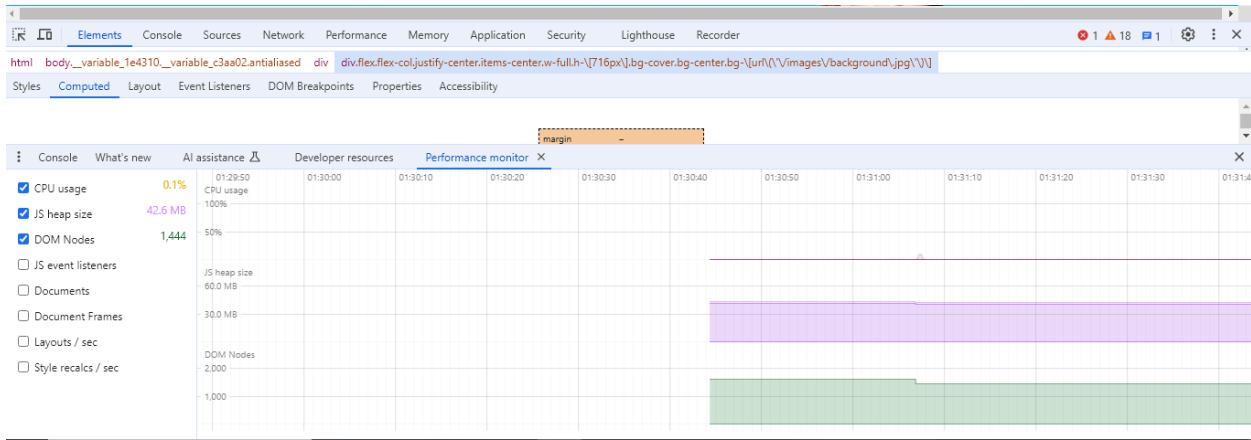 Elements Console Sources Network Performance Memory Application Security Lighthouse Recorder 1 18 1
html body.__variable_1e4310.__variable_c3aa02.antialiased div div.flex.flex-col.justify-center.items-center.w-full.h-\[716px\].bg-cover.bg-center.bg-\[url\(\"\/images\/background\.jpg\"\)\]
Styles Computed Layout Event Listeners DOM Breakpoints Properties Accessibility
margin –
Console What's new AI assistance Developer resources Performance monitor
01:29:50 01:30:00 01:30:10 01:30:20 01:30:30 01:30:40 01:30:50 01:31:00 01:31:10 01:31:20 01:31:30 01:31:4
CPU usage 0.1% CPU usage
100%
JS heap size 42.6 MB
DOM Nodes 1,444 50%
JS event listeners
JS heap size
Documents 60.0 MB
Document Frames 30.0 MB
Layouts / sec
DOM Nodes
Style recalcs / sec 2,000
1,000